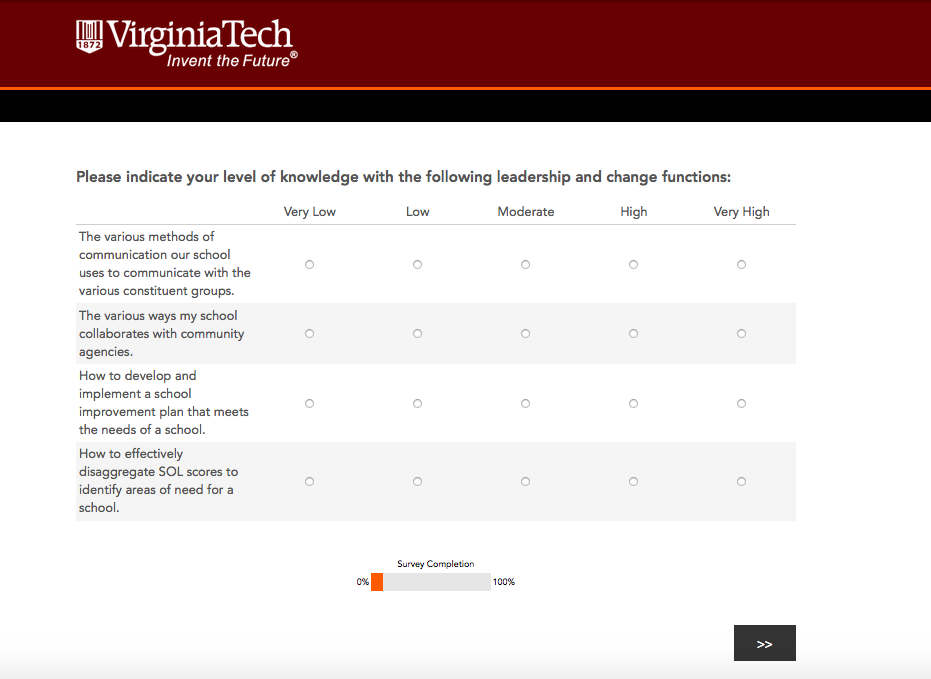 1872
VirginiaTech
Invent the Future®
Please indicate your level of knowledge with the following leadership and change functions:
Very Low Low Moderate High Very High
The various methods of
communication our school
uses to communicate with the
various constituent groups.
The various ways my school
collaborates with community
agencies.
How to develop and
implement a school
improvement plan that meets
the needs of a school.
How to effectively
disaggregate SOL scores to
identify areas of need for a
school.
Survey Completion
0% 100%
>>